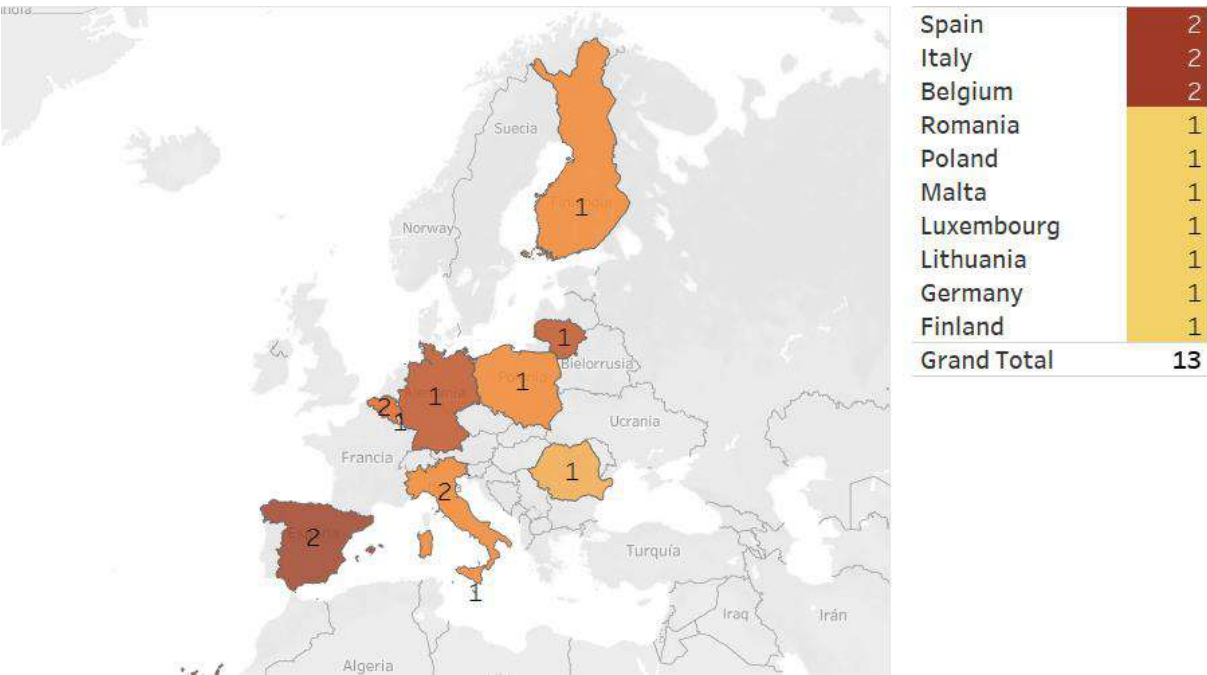 Suecia
1
Norway
1
Bielorrusia
1
1
2
1
Ucrania
Francia
2
1
2
Turquía
1
Iraq
Irán
Algeria
Spain 2
Italy 2
Belgium 2
Romania 1
Poland 1
Malta 1
Luxembourg 1
Lithuania 1
Germany 1
Finland 1
Grand Total 13